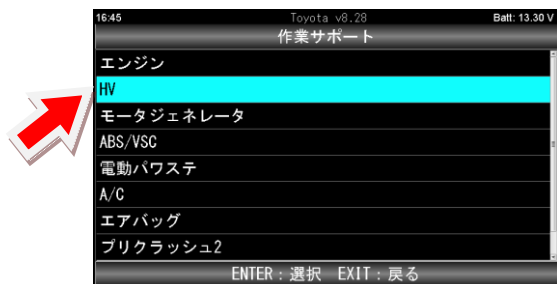 16:45 Toyota v8.28 Batt: 13.30 V
作業サポート
エンジン
HV
モータジェネレータ
ABS/VSC
電動パワステ
A/C
エアバッグ
プリクラッシュ2
ENTER：選択 EXIT：戻る